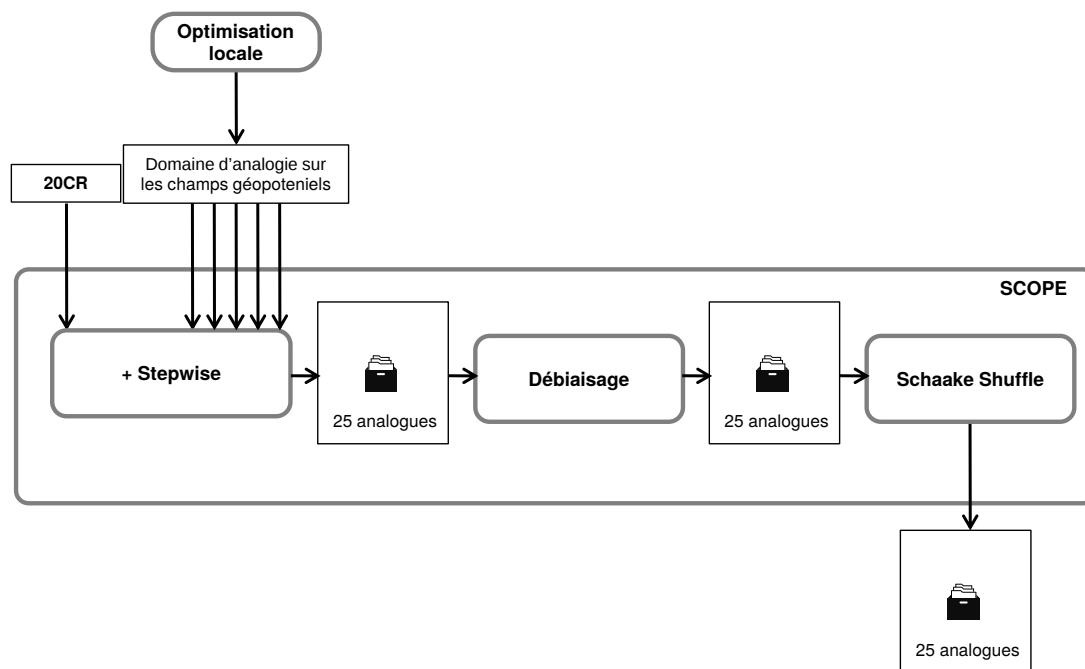 Optimisation
locale
20CR
Domaine d'analogie sur
les champs géopoteniels
SCOPE
+ Stepwise
25 analogues
Débiaisage
25 analogues
Schaake Shuffle
25 analogues